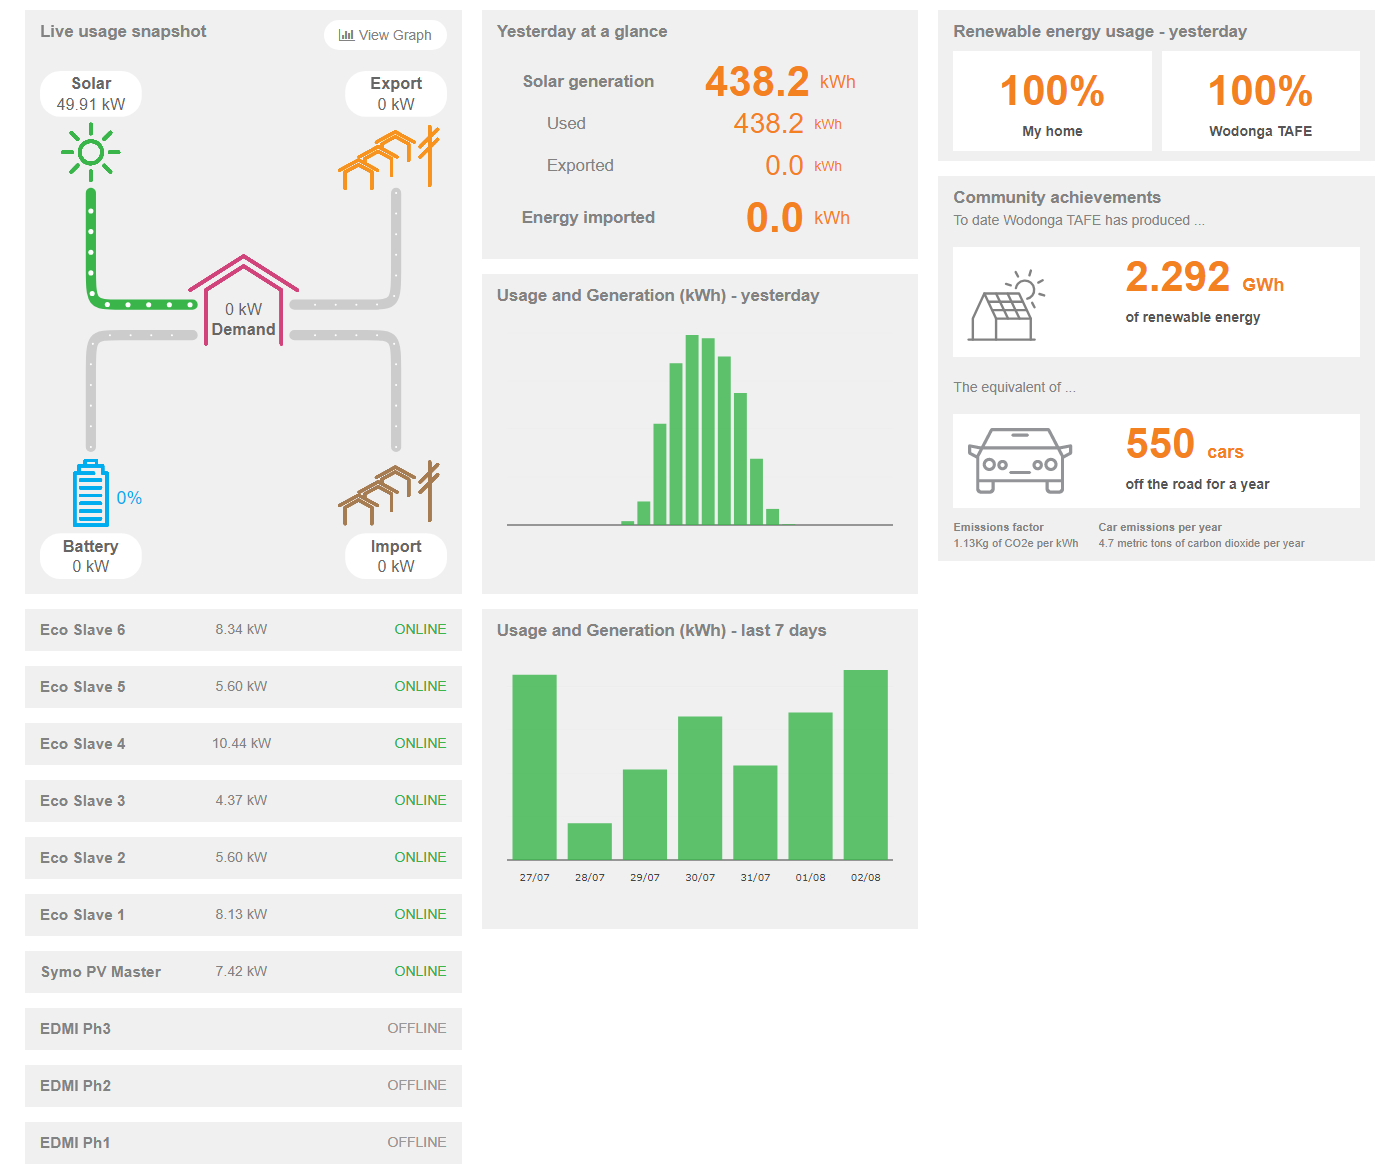 Live usage snapshot
View Graph
Solar
49.91 kW
Export
0 kW
0 kW
Demand
0%
Battery
0 kW
Import
0 kW
Eco Slave 6 8.34 kW ONLINE
Eco Slave 5 5.60 kW ONLINE
Eco Slave 4 10.44 kW ONLINE
Eco Slave 3 4.37 kW ONLINE
Eco Slave 2 5.60 kW ONLINE
Eco Slave 1 8.13 kW ONLINE
Symo PV Master 7.42 kW ONLINE
EDMI Ph3 OFFLINE
EDMI Ph2 OFFLINE
EDMI Ph1 OFFLINE
Yesterday at a glance
Solar generation 438.2 kWh
Used 438.2 kWh
Exported 0.0 kWh
Energy imported 0.0 kWh
Usage and Generation (kWh) - yesterday
Usage and Generation (kWh) - last 7 days
27/07 28/07 29/07 30/07 31/07 01/08 02/08
Renewable energy usage - yesterday
100%
My home
100%
Wodonga TAFE
Community achievements
To date Wodonga TAFE has produced ...
2.292 GWh
of renewable energy
The equivalent of ...
550 cars
off the road for a year
Emissions factor
1.13Kg of CO2e per kWh
Car emissions per year
4.7 metric tons of carbon dioxide per year